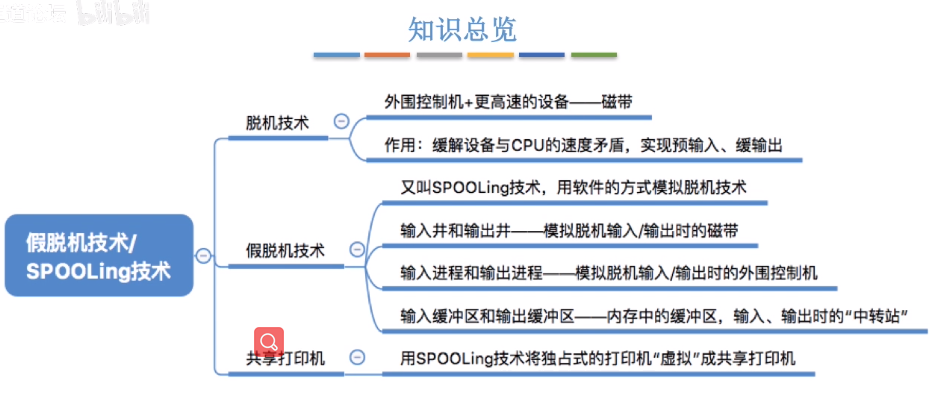 bilibili
知识总览
脱机技术
外围控制机+更高速的设备——磁带
作用：缓解设备与CPU的速度矛盾，实现预输入、缓输出
假脱机技术/
SPOOLing技术
假脱机技术
又叫SPOOLing技术，用软件的方式模拟脱机技术
输入井和输出井——模拟脱机输入/输出时的磁带
输入进程和输出进程——模拟脱机输入/输出时的外围控制机
输入缓冲区和输出缓冲区——内存中的缓冲区，输入、输出时的“中转站”
共享打印机
用SPOOLing技术将独占式的打印机“虚拟”成共享打印机